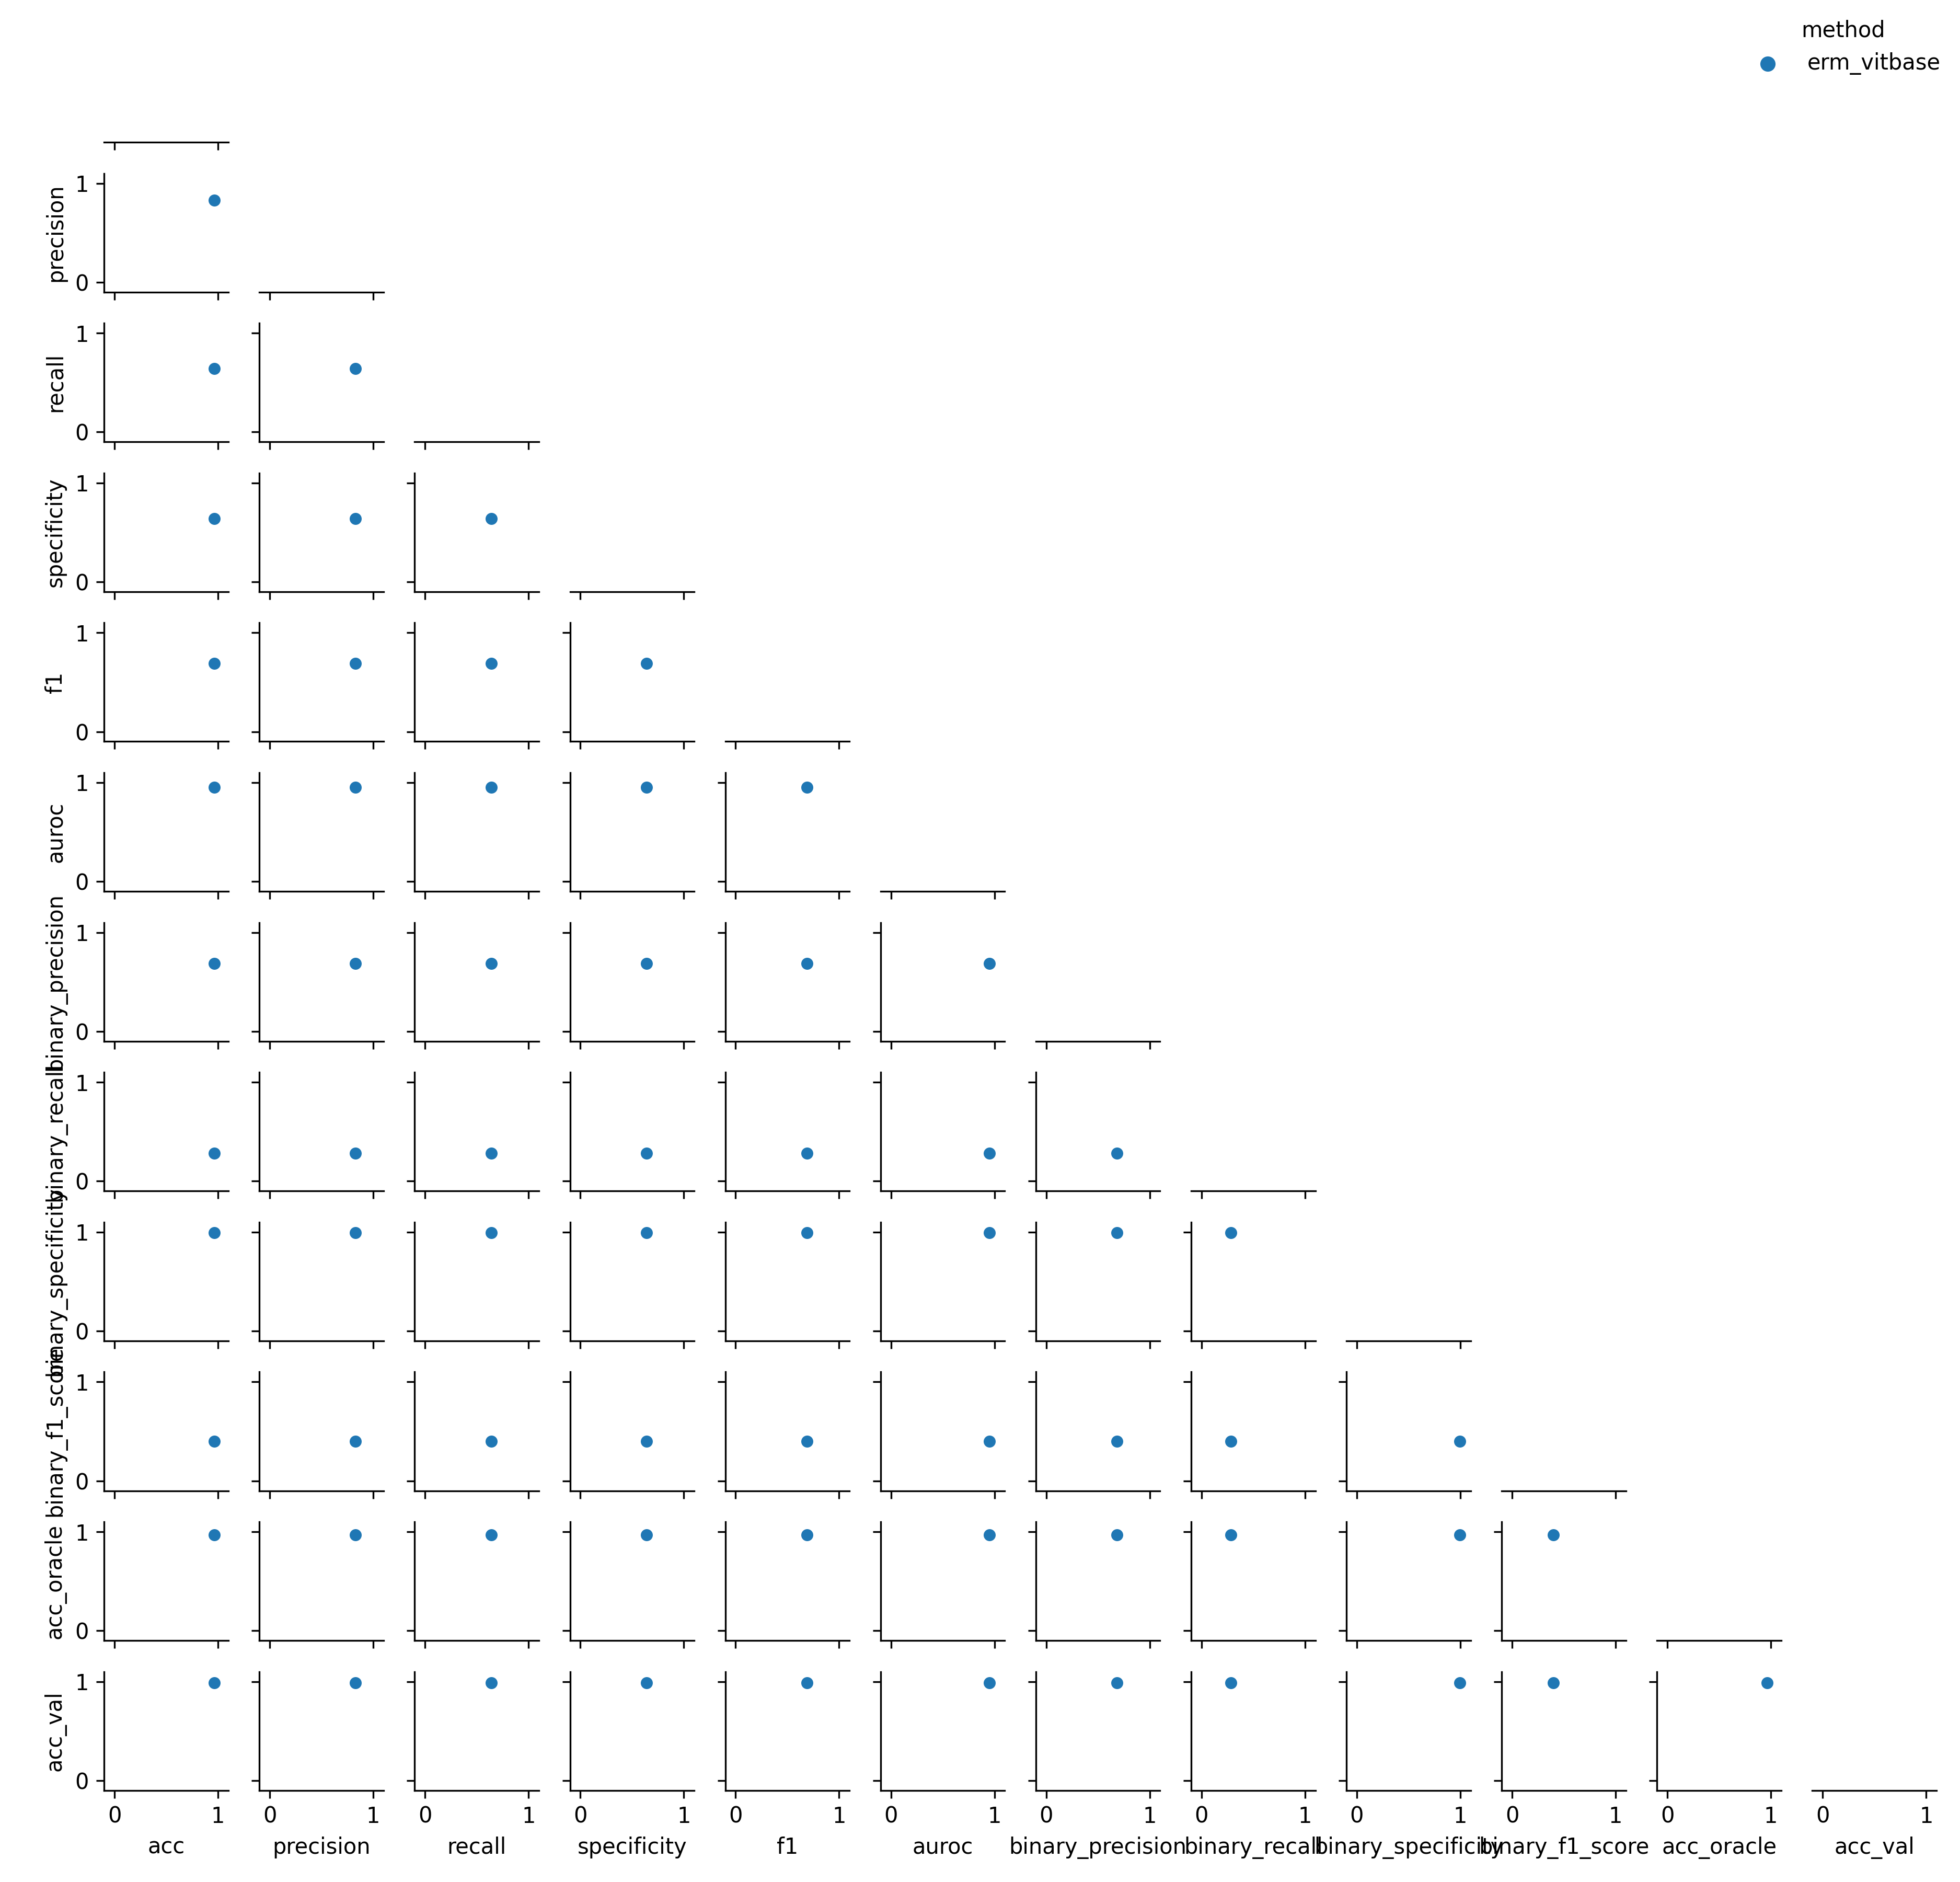 method
erm_vitbase
precision
1
0
recall
1
0
specificity
1
0
f1
1
0
auroc
1
0
binary_precision
1
0
binary_recall
1
0
binary_specificity
1
0
binary_f1_score
1
0
acc_oracle
1
0
acc_val
1
0
0 1 0 1 0 1 0 1 0 1 0 1 0 1 0 1 0 1 0 1 0 1 0 1
acc precision recall specificity f1 auroc binary_precision binary_recall binary_specificity binary_f1_score acc_oracle acc_val